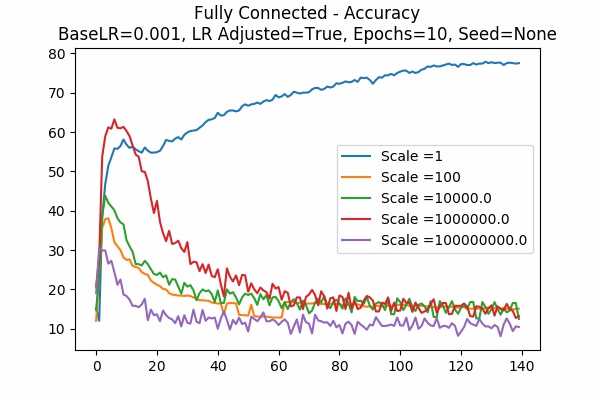 Fully Connected - Accuracy
BaseLR=0.001, LR Adjusted=True, Epochs=10, Seed=None
80
70
60
50
40
30
20
10
Scale =1
Scale =100
Scale =10000.0
Scale =1000000.0
Scale =100000000.0
0
20
40
60
80
100
120
140